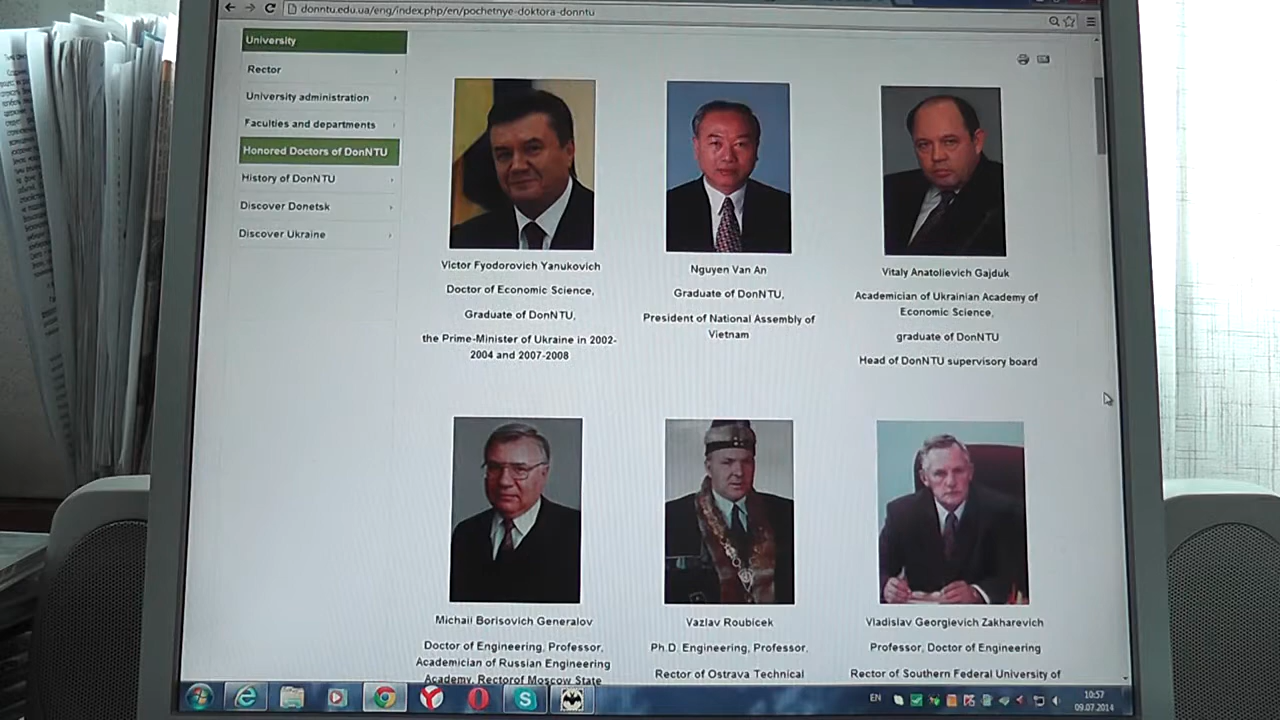 donntu.edu.ua/eng/index.php/en/pochetnye-doktora-donntu
University
Rector
University administration
Faculties and departments
Honored Doctors of DonNTU
History of DonNTU
Discover Donetsk
Discover Ukraine
Victor Fyodorovich Yanukovich
Doctor of Economic Science,
Graduate of DonNTU,
the Prime-Minister of Ukraine in 2002-
2004 and 2007-2008
Nguyen Van An
Graduate of DonNTU,
President of National Assembly of
Vietnam
Vitaly Anatolievich Gajduk
Academician of Ukrainian Academy of
Economic Science,
graduate of DonNTU
Head of DonNTU supervisory board
Michail Borisovich Generalov
Doctor of Engineering, Professor,
Academician of Russian Engineering
Academy, Rectorof Moscow State
Vazlav Roubicek
Ph.D. Engineering, Professor,
Rector of Ostrava Technical
Vladislav Georgievich Zakharevich
Professor, Doctor of Engineering
Rector of Southern Federal University of
EN
10:57
09.07.2014